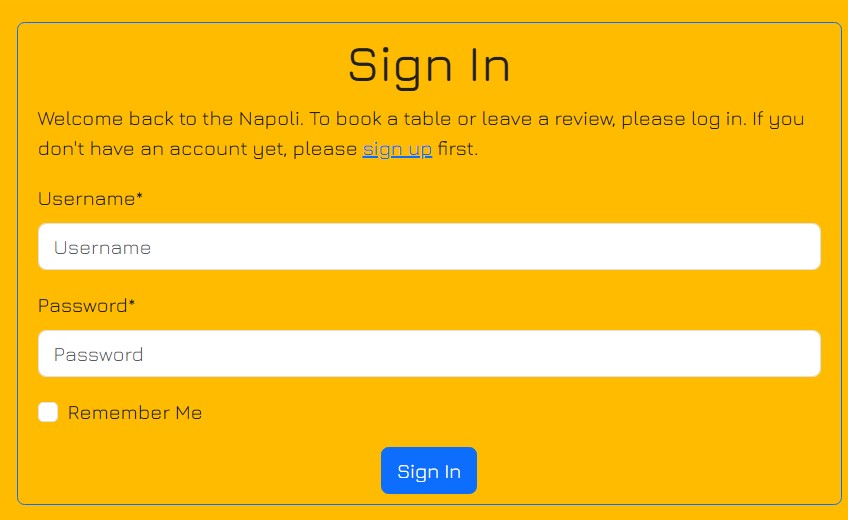 Sign In
Welcome back to the Napoli. To book a table or leave a review, please log in. If you
don't have an account yet, please sign up first.
Username*
Username
Password*
Password
Remember Me
Sign In